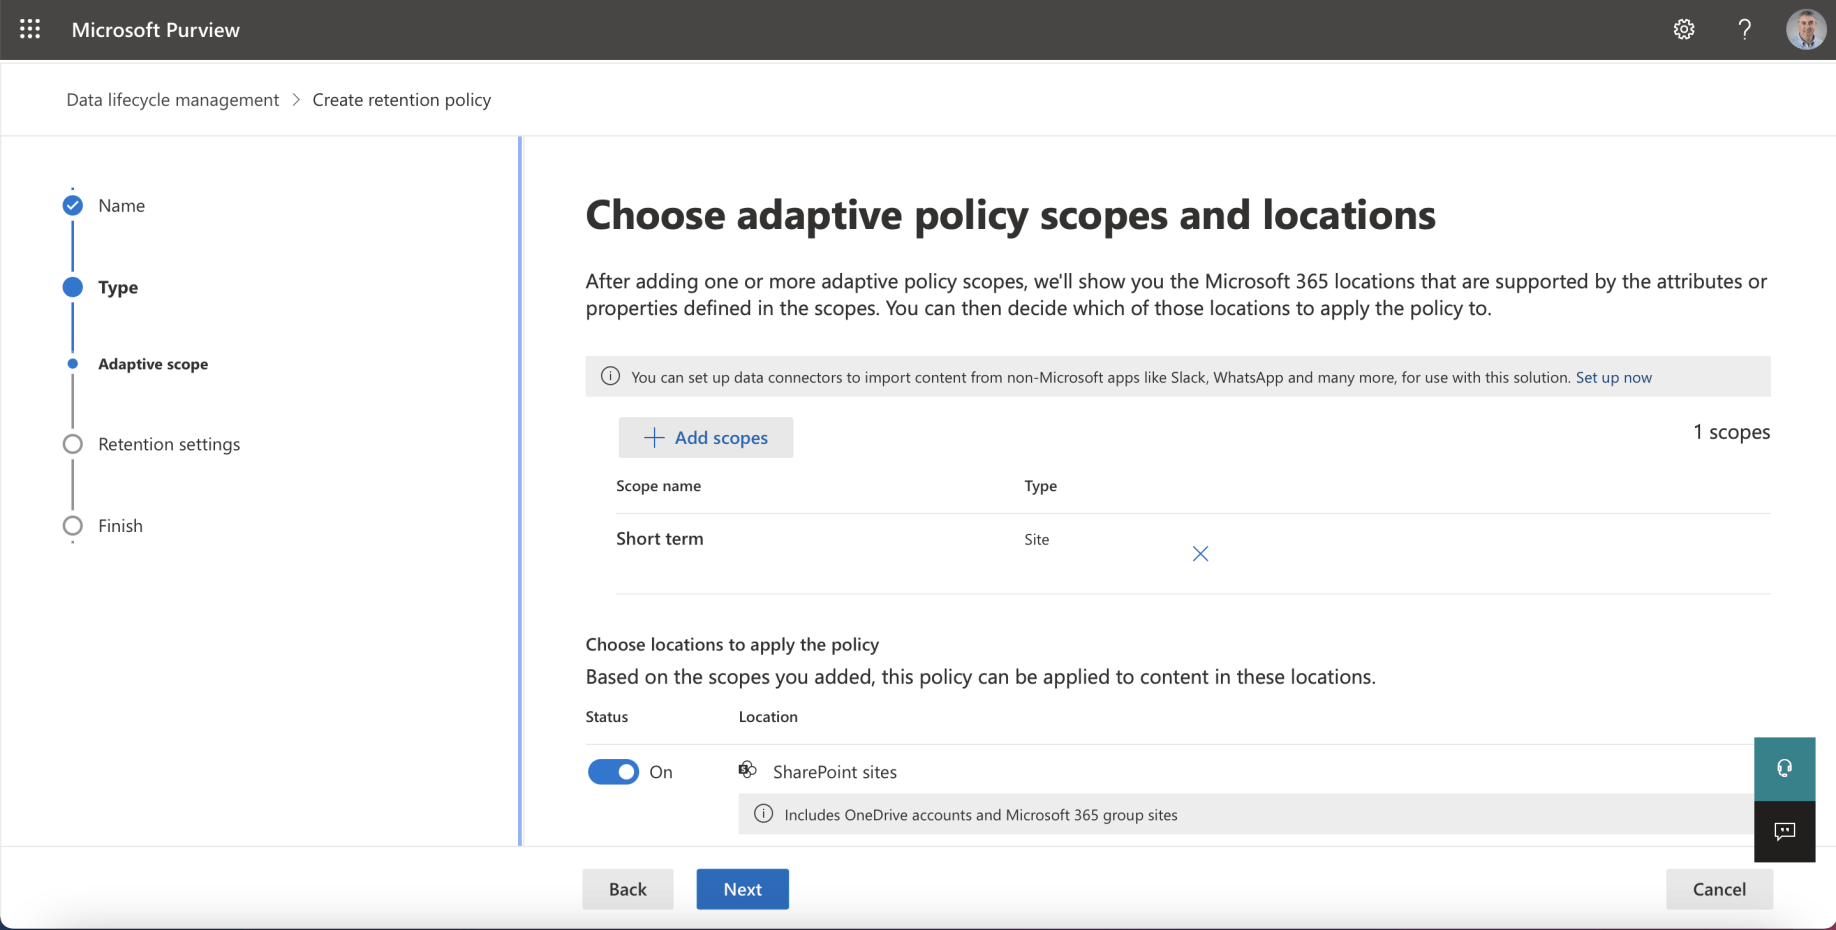 Microsoft Purview
?
Data lifecycle management > Create retention policy
Name
Type
Adaptive scope
Retention settings
Finish
Choose adaptive policy scopes and locations
After adding one or more adaptive policy scopes, we'll show you the Microsoft 365 locations that are supported by the attributes or
properties defined in the scopes. You can then decide which of those locations to apply the policy to.
You can set up data connectors to import content from non-Microsoft apps like Slack, WhatsApp and many more, for use with this solution. Set up now
+ Add scopes
1 scopes
Scope name Type
Short term Site
Choose locations to apply the policy
Based on the scopes you added, this policy can be applied to content in these locations.
Status Location
On SharePoint sites
Includes OneDrive accounts and Microsoft 365 group sites
Back Next Cancel